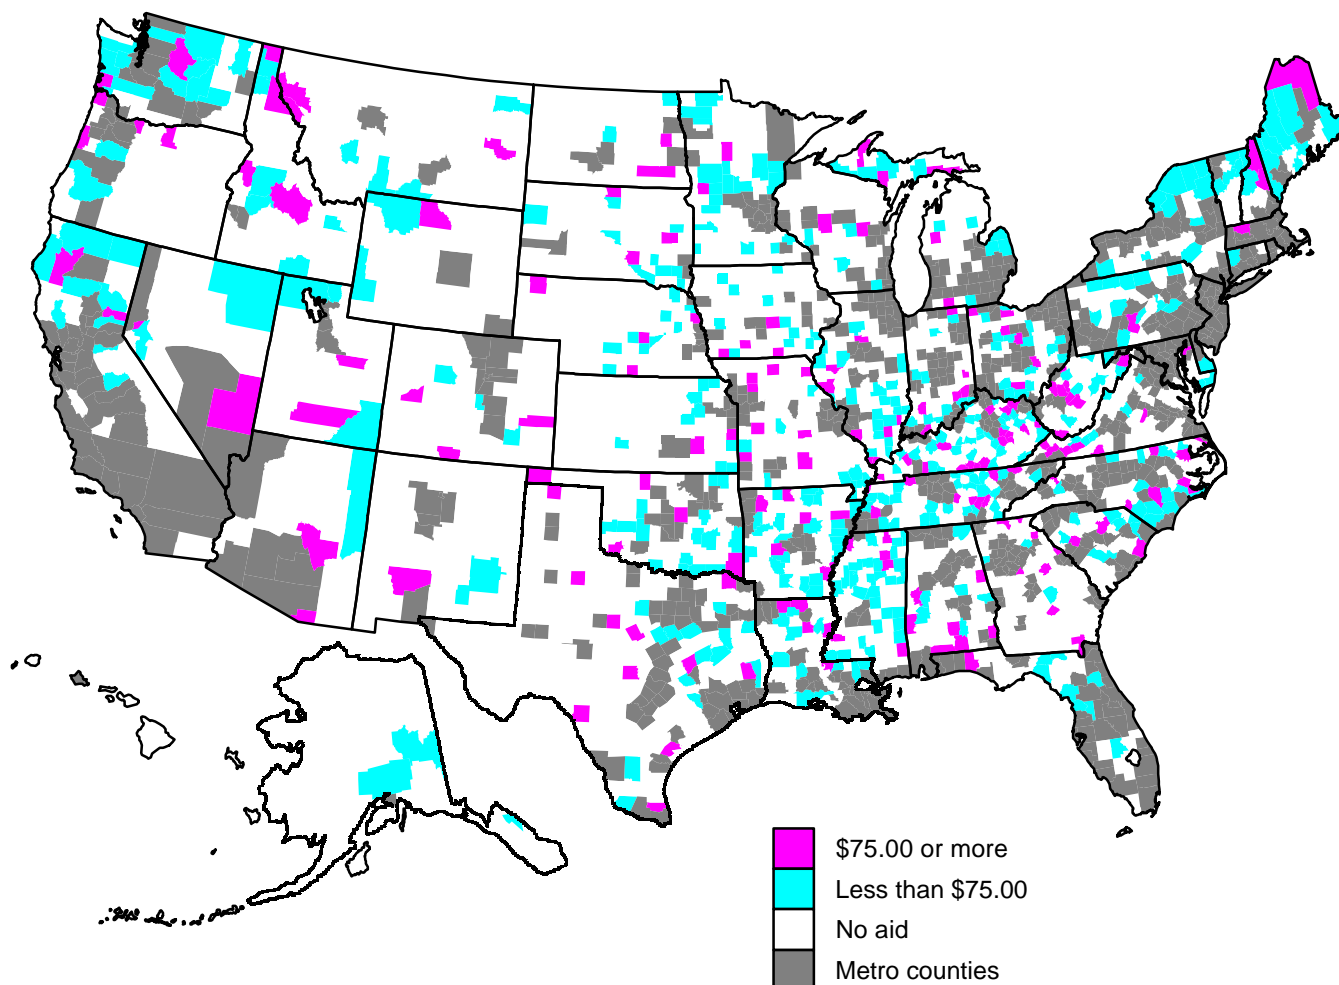 $75.00 or more
Less than $75.00
No aid
Metro counties